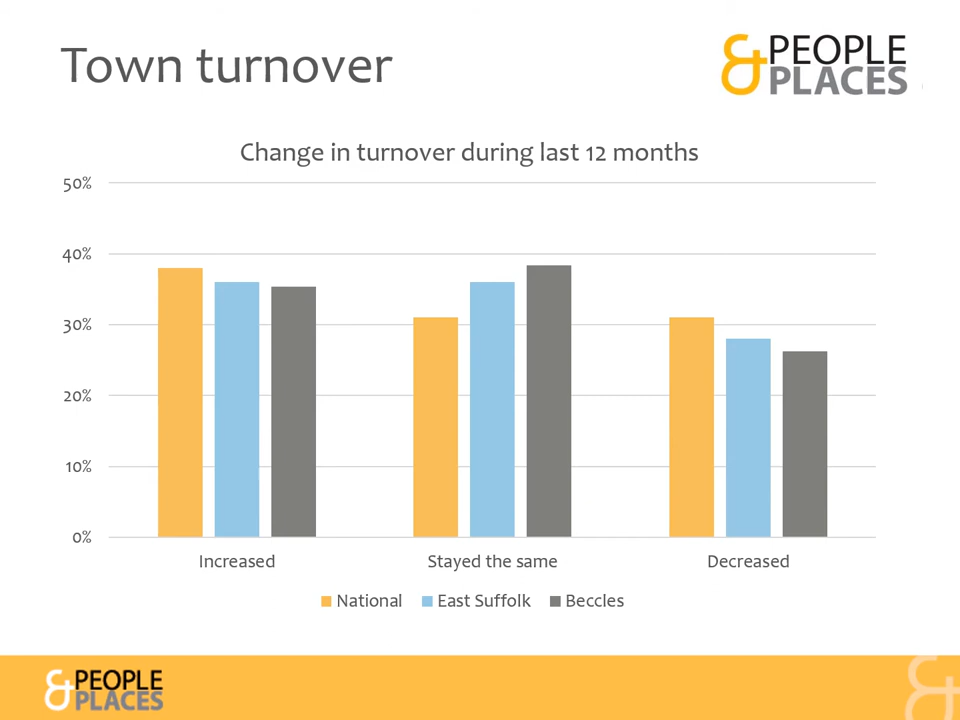 Town turnover
& PEOPLE
PLACES
Change in turnover during last 12 months
50%
40%
30%
20%
10%
0%
Increased Stayed the same Decreased
National East Suffolk Beccles
& PEOPLE
PLACES
&